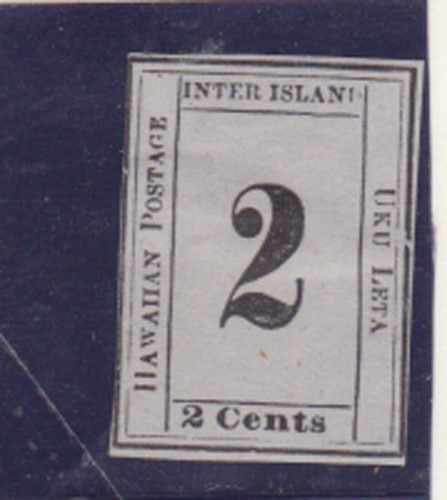 INTER ISLAND
HAWAIIAN POSTAGE
2
UKU LETA
2 Cents